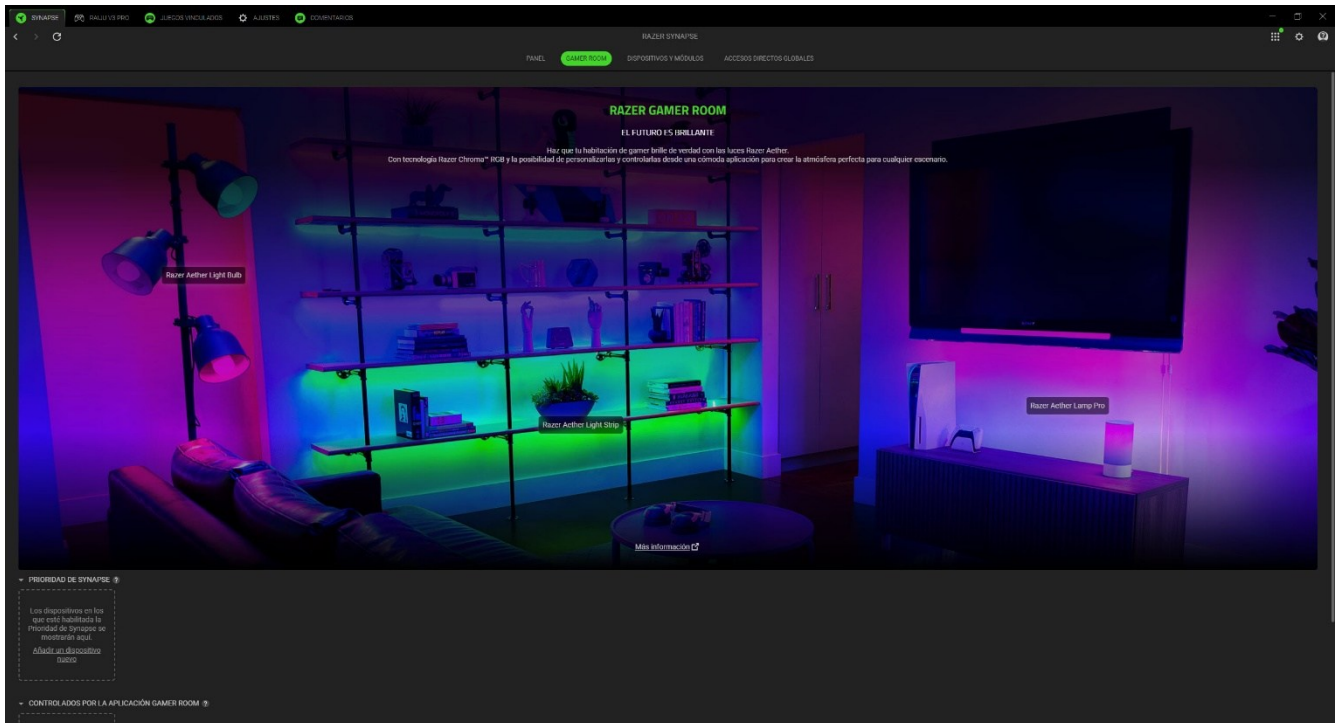 SYNAPSE
RAIJU V3 PRO
JUEGOS VINCULADOS
AJUSTES
COMENTARIOS
RAZER SYNAPSE
PANEL
GAMER ROOM
DISPOSITIVOS Y MÓDULOS
ACCESOS DIRECTOS GLOBALES
RAZER GAMER ROOM
EL FUTURO ES BRILLANTE
Haz que tu habitación de gamer brille de verdad con las luces Razer Aether.
Con tecnología Razer Chroma™ RGB y la posibilidad de personalizarlas y controlarlas desde una cómoda aplicación para crear la atmósfera perfecta para cualquier escenario.
Razer Aether Light Bulb
Razer Aether Lamp Pro
Razer Aether Light Strip
Más información
PRIORIDAD DE SYNAPSE ?
Los dispositivos en los
que esté habilitada la
Prioridad de Synapse se
mostrarán aquí.
Añadir un dispositivo
nuevo
CONTROLADOS POR LA APLICACIÓN GAMER ROOM ?